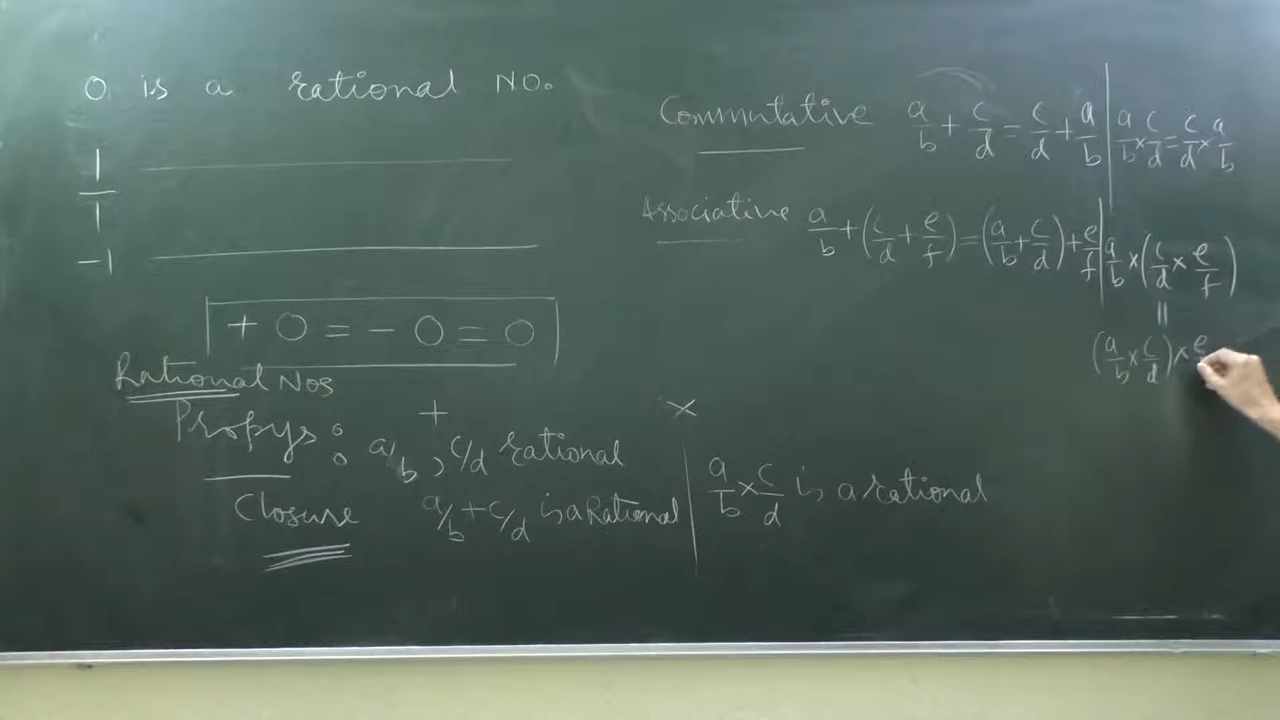 0 is a rational NO.
1
1
-1
+ 0 = - 0 = 0
Rational Nos
Propys :
+ ×
a/b, c/d rational
Closure a/b + c/d is a Rational | a/b × c/d is a rational
Commutative a/b + c/d = c/d + a/b | a/b × c/d = c/d × a/b
Associative a/b + (c/d + e/f) = (a/b + c/d) + e/f | a/b × (c/d × e/f)
=
(a/b × c/d) × e